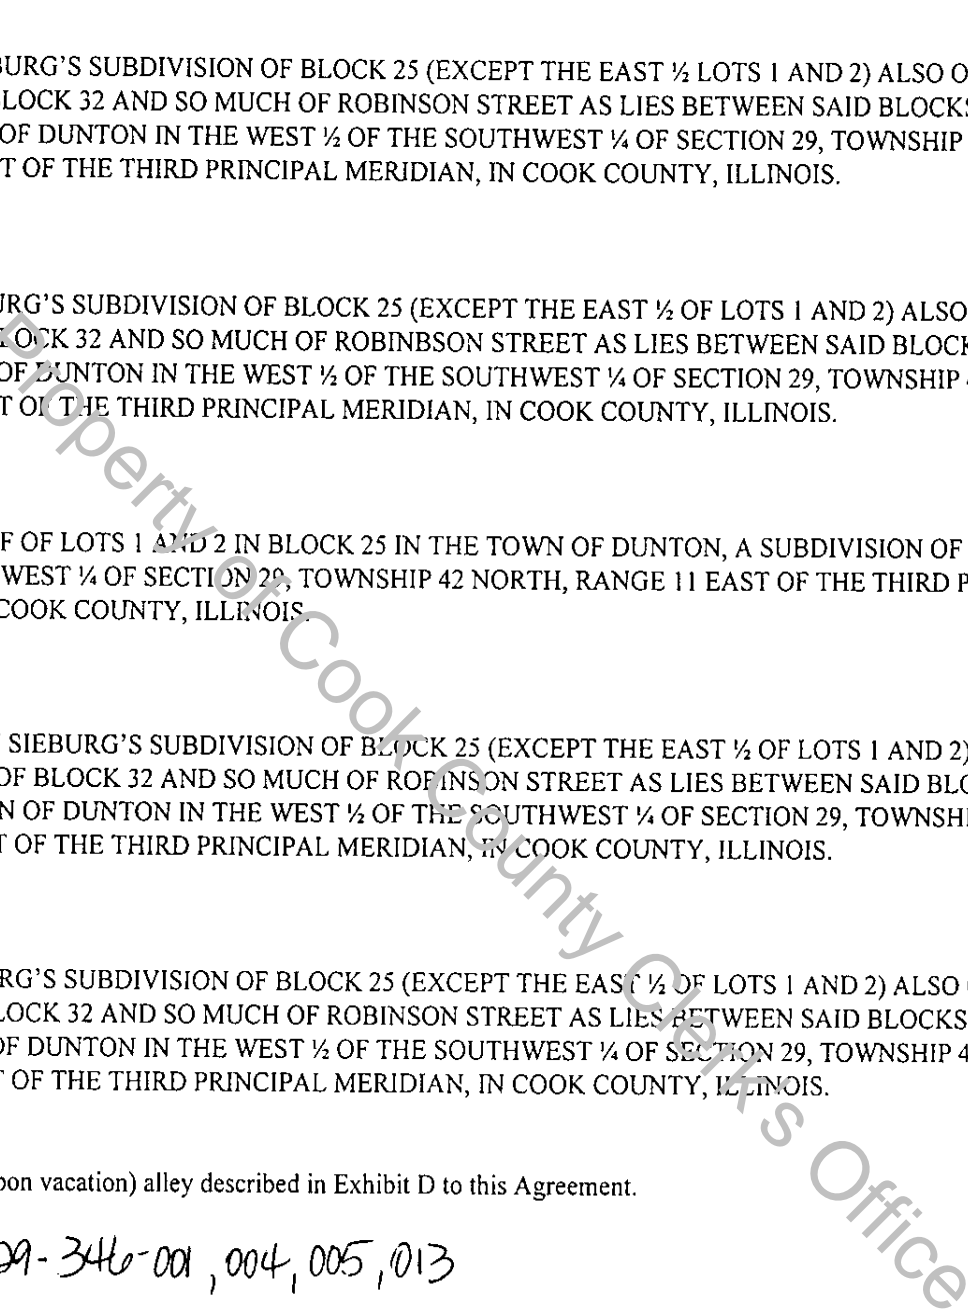 BURG'S SUBDIVISION OF BLOCK 25 (EXCEPT THE EAST ½ LOTS 1 AND 2) ALSO O
LOCK 32 AND SO MUCH OF ROBINSON STREET AS LIES BETWEEN SAID BLOCKS
OF DUNTON IN THE WEST ½ OF THE SOUTHWEST ¼ OF SECTION 29, TOWNSHIP
T OF THE THIRD PRINCIPAL MERIDIAN, IN COOK COUNTY, ILLINOIS.
URG'S SUBDIVISION OF BLOCK 25 (EXCEPT THE EAST ½ OF LOTS 1 AND 2) ALSO
LOCK 32 AND SO MUCH OF ROBINBSON STREET AS LIES BETWEEN SAID BLOCK
OF DUNTON IN THE WEST ½ OF THE SOUTHWEST ¼ OF SECTION 29, TOWNSHIP 4
T OF THE THIRD PRINCIPAL MERIDIAN, IN COOK COUNTY, ILLINOIS.
F OF LOTS 1 AND 2 IN BLOCK 25 IN THE TOWN OF DUNTON, A SUBDIVISION OF
WEST ¼ OF SECTION 29, TOWNSHIP 42 NORTH, RANGE 11 EAST OF THE THIRD P
COOK COUNTY, ILLINOIS.
SIEBURG'S SUBDIVISION OF BLOCK 25 (EXCEPT THE EAST ½ OF LOTS 1 AND 2)
OF BLOCK 32 AND SO MUCH OF ROBINSON STREET AS LIES BETWEEN SAID BLO
N OF DUNTON IN THE WEST ½ OF THE SOUTHWEST ¼ OF SECTION 29, TOWNSHI
T OF THE THIRD PRINCIPAL MERIDIAN, IN COOK COUNTY, ILLINOIS.
RG'S SUBDIVISION OF BLOCK 25 (EXCEPT THE EAST ½ OF LOTS 1 AND 2) ALSO
LOCK 32 AND SO MUCH OF ROBINSON STREET AS LIES BETWEEN SAID BLOCKS
OF DUNTON IN THE WEST ½ OF THE SOUTHWEST ¼ OF SECTION 29, TOWNSHIP 4
T OF THE THIRD PRINCIPAL MERIDIAN, IN COOK COUNTY, ILLINOIS.
pon vacation) alley described in Exhibit D to this Agreement.
29-346-001, 004, 005, 013
Property of Cook County Clerk's Office